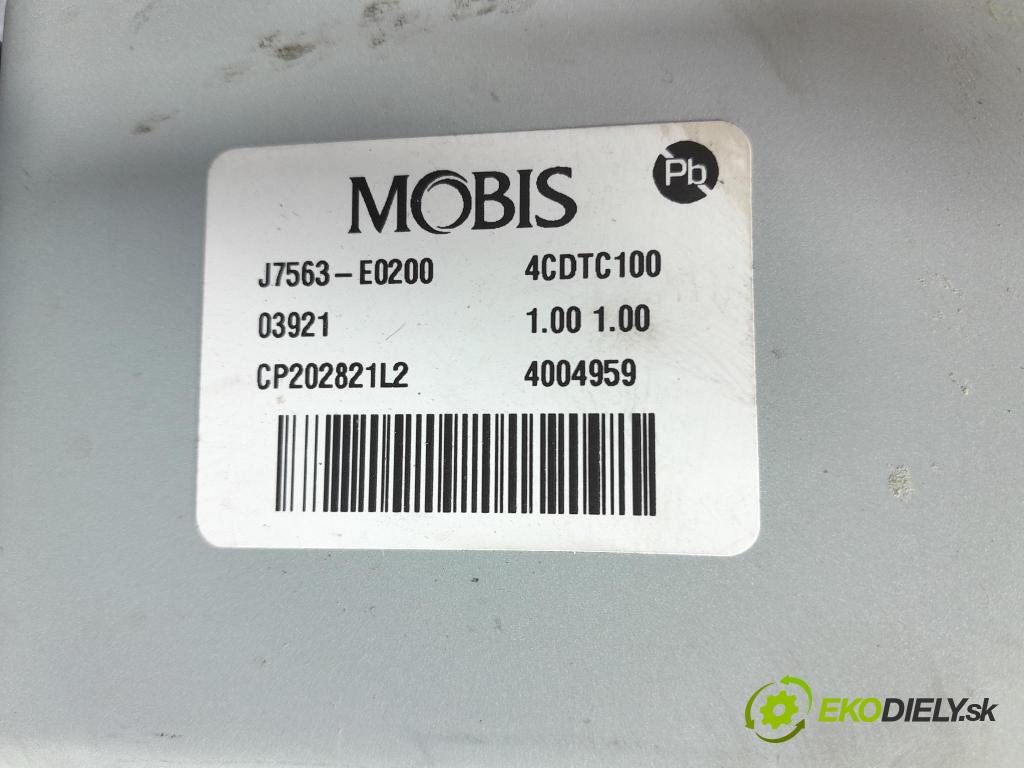 MOBIS
Pb
J7563-E0200 4CDTC100
03921 1.00 1.00
CP202821L2 4004959
EKODIELY.sk